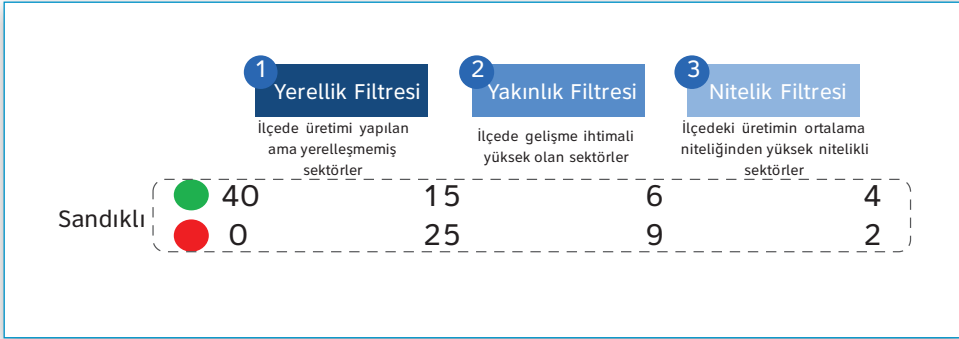 1
Yerellik Filtresi
İlçede üretimi yapılan
ama yerelleşmemiş
sektörler
2
Yakınlık Filtresi
İlçede gelişme ihtimali
yüksek olan sektörler
3
Nitelik Filtresi
İlçedeki üretimin ortalama
niteliğinden yüksek nitelikli
sektörler
Sandıklı
40 15 6 4
0 25 9 2